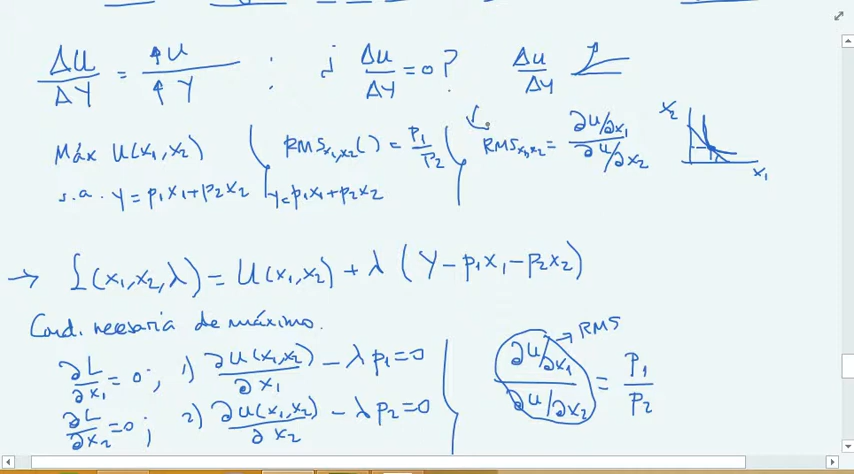 ΔU/ΔY = ↑U/↑Y ; ¿ ΔU/ΔY = 0 ? ΔU/ΔY
Máx U(x₁,x₂) RMSx₁,x₂( ) = P₁/P₂ RMSx₁,x₂ = ∂U/∂x₁ / ∂U/∂x₂ x₂ x₁
s.a. Y = p₁x₁+p₂x₂ Y=p₁x₁+p₂x₂
→ L(x₁,x₂,λ) = U(x₁,x₂) + λ (Y-p₁x₁-p₂x₂)
Cond. necesaria de máximo.
∂L/∂x₁ = 0 ; 1) ∂U(x₁,x₂)/∂x₁ - λp₁ = 0 ∂U/∂x₁ / ∂U/∂x₂ = P₁/P₂ → RMS
∂L/∂x₂ = 0 ; 2) ∂U(x₁,x₂)/∂x₂ - λp₂ = 0